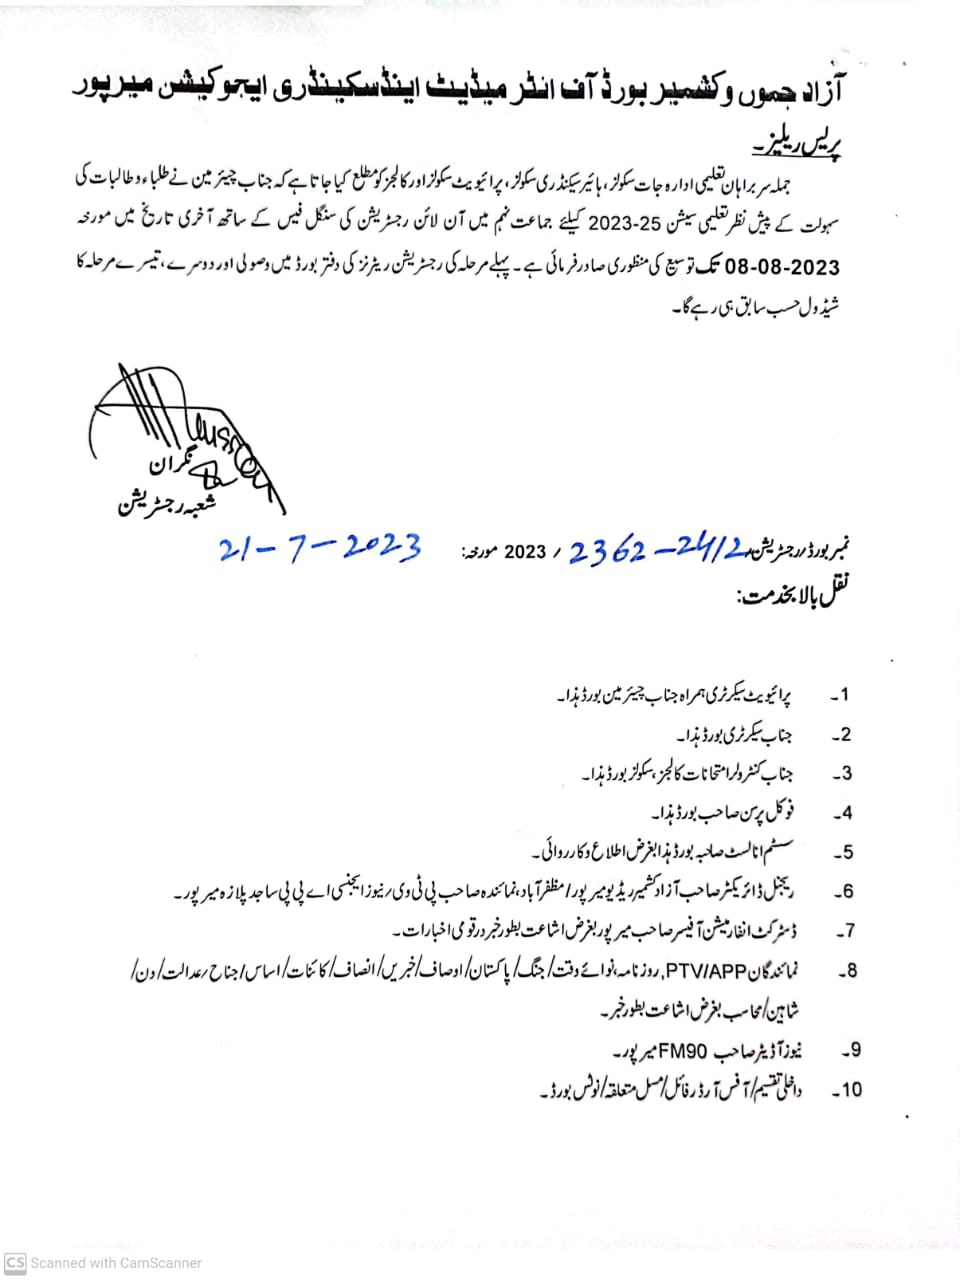 آزاد جموں و کشمیر بورڈ آف انٹر میڈیٹ اینڈ سکینڈری ایجوکیشن میرپور
پریس ریلیز۔
جملہ سربراہان تعلیمی ادارہ جات سکولز، ہائیر سیکنڈری سکولز، پرائیویٹ سکولز اور کالجز کو مطلع کیا جاتا ہے کہ جناب چیئرمین نے طلباء و طالبات کی
سہولت کے پیش نظر تعلیمی سیشن 25-2023 کیلئے جماعت نہم میں آن لائن رجسٹریشن کی سنگل فیس کے ساتھ آخری تاریخ میں مورخہ
08-08-2023 تک توسیع کی منظوری صادر فرمائی ہے۔ پہلے مرحلہ کی رجسٹریشن ریٹرنز کی دفتر بورڈ میں وصولی اور دوسرے، تیسرے مرحلہ کا
شیڈول حسب سابق ہی رہے گا۔
نگران
شعبہ رجسٹریشن
نمبر بورڈ/رجسٹریشن/ 2362-2412 / 2023 مورخہ: 21-7-2023
نقل بالا بخدمت:
1۔ پرائیویٹ سیکرٹری ہمراہ جناب چیئرمین بورڈ ہذا۔
2۔ جناب سیکرٹری بورڈ ہذا۔
3۔ جناب کنٹرولر امتحانات کالجز، سکولز بورڈ ہذا۔
4۔ فوکل پرسن صاحب بورڈ ہذا۔
5۔ سسٹم انالسٹ صاحبہ بورڈ ہذا بغرض اطلاع و کارروائی۔
6۔ ریجنل ڈائریکٹر صاحب آزاد کشمیر ریڈیو میرپور/مظفرآباد، نمائندہ صاحب پی ٹی وی/نیوز ایجنسی اے پی پی ساجد پلازہ میرپور۔
7۔ ڈسٹرکٹ انفارمیشن آفیسر صاحب میرپور بغرض اشاعت بطور خبر در قومی اخبارات۔
8۔ نمائندگان PTV/APP, روزنامہ، نوائے وقت/جنگ/پاکستان/اوصاف/خبریں/انصاف/کائنات/اساس/جناح/عدالت/دن/
شاہین/محاسب بغرض اشاعت بطور خبر۔
9۔ نیوز آڈیٹر صاحب FM90 میرپور۔
10۔ داخلی تقسیم/آفس آرڈر فائل/مسل متعلقہ/نوٹس بورڈ۔
CS Scanned with CamScanner